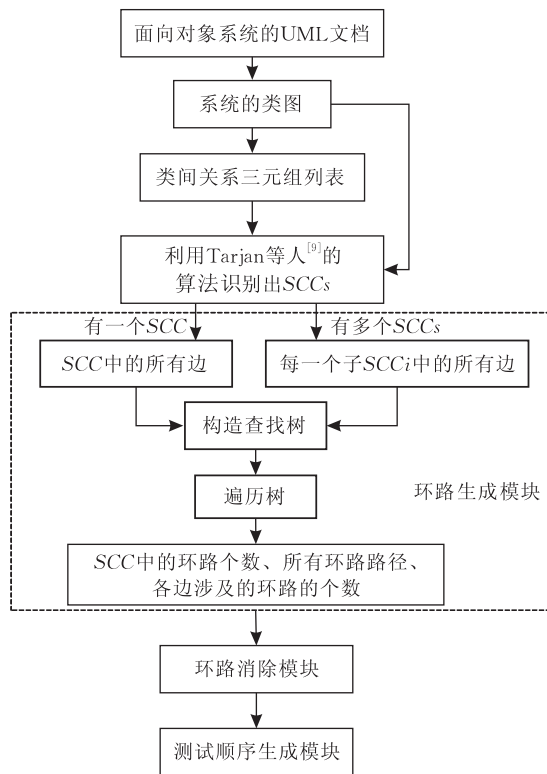 面向对象系统的UML文档
系统的类图
类间关系三元组列表
利用Tarjan等人[9]的
算法识别出SCCs
有一个SCC
有多个SCCs
SCC中的所有边
每一个子SCCi中的所有边
构造查找树
遍历树
环路生成模块
SCC中的环路个数、所有环路路径、
各边涉及的环路的个数
环路消除模块
测试顺序生成模块